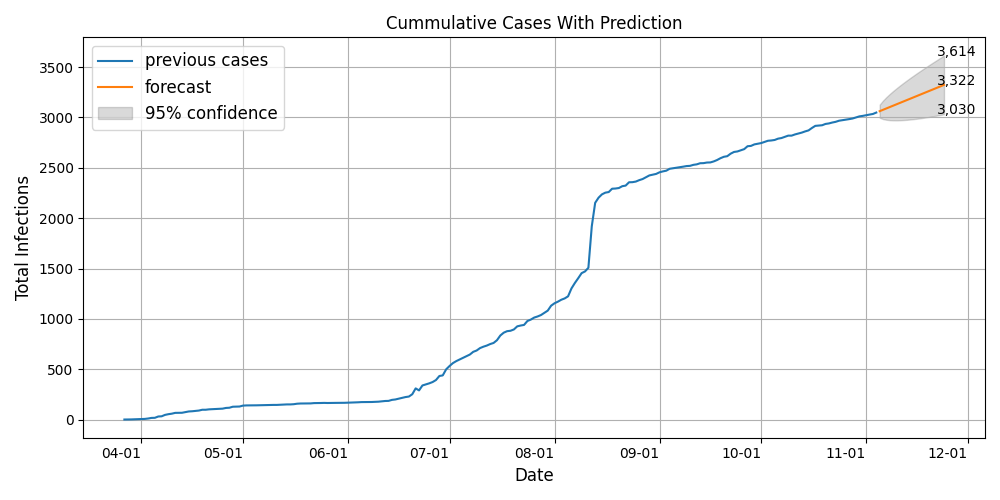 Cummulative Cases With Prediction
previous cases
forecast
95% confidence
3,614
3,322
3,030
3500
3000
2500
2000
1500
1000
500
0
Total Infections
04-01 05-01 06-01 07-01 08-01 09-01 10-01 11-01 12-01
Date